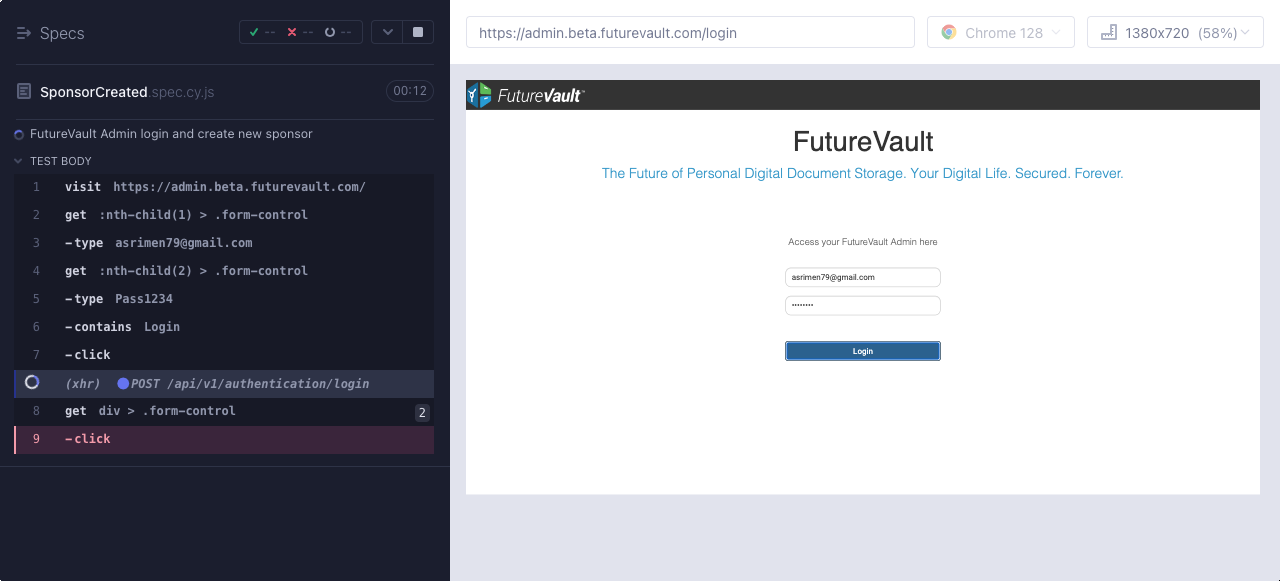 Specs
-- -- --
SponsorCreated.spec.cy.js
00:12
FutureVault Admin login and create new sponsor
TEST BODY
1 visit https://admin.beta.futurevault.com/
2 get :nth-child(1) > .form-control
3 -type asrimen79@gmail.com
4 get :nth-child(2) > .form-control
5 -type Pass1234
6 -contains Login
7 -click
(xhr) POST /api/v1/authentication/login
8 get div > .form-control 2
9 -click
https://admin.beta.futurevault.com/login
Chrome 128
1380x720 (58%)
FutureVault™
FutureVault
The Future of Personal Digital Document Storage. Your Digital Life. Secured. Forever.
Access your FutureVault Admin here
asrimen79@gmail.com
••••••••
Login